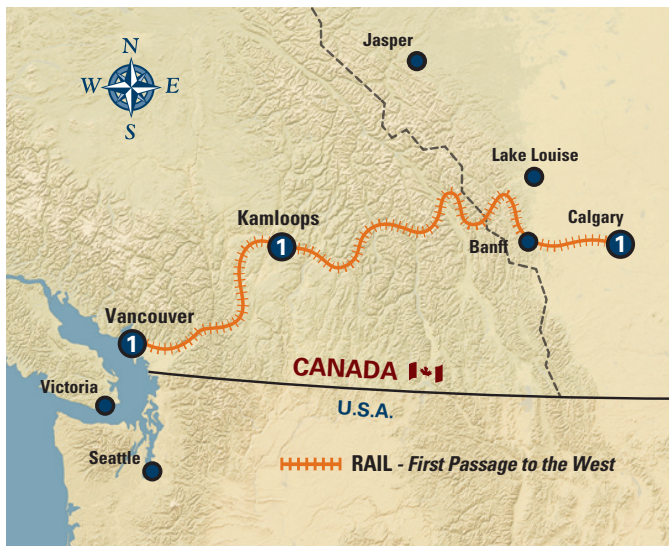 N
W E
S
Jasper
Lake Louise
Kamloops
1
Calgary
1
Banff
Vancouver
1
CANADA
Victoria
U.S.A.
Seattle
RAIL - First Passage to the West